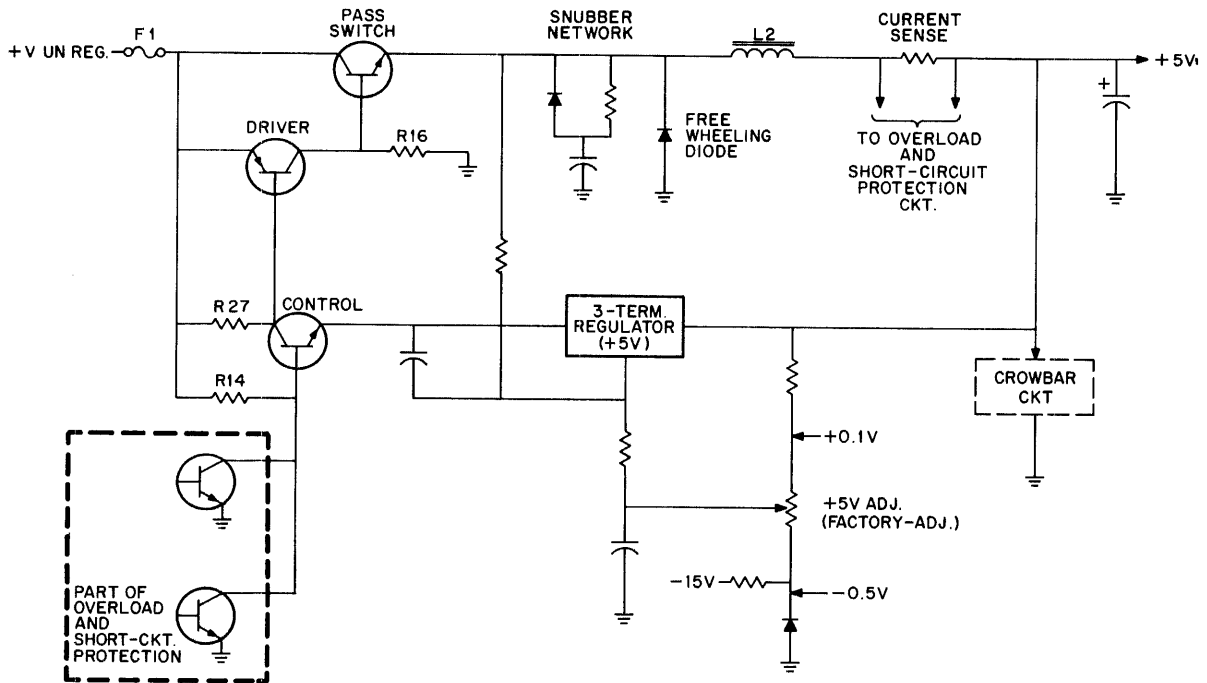 PASS
SWITCH
SNUBBER
NETWORK
L2
CURRENT
SENSE
+V UN REG.
F1
+5V
DRIVER
R16
FREE
WHEELING
DIODE
TO OVERLOAD
AND
SHORT-CIRCUIT
PROTECTION
CKT.
R27
CONTROL
3-TERM.
REGULATOR
(+5V)
R14
CROWBAR
CKT
+0.1V
+5V ADJ.
(FACTORY-ADJ.)
-15V
-0.5V
PART OF
OVERLOAD
AND
SHORT-CKT.
PROTECTION
+